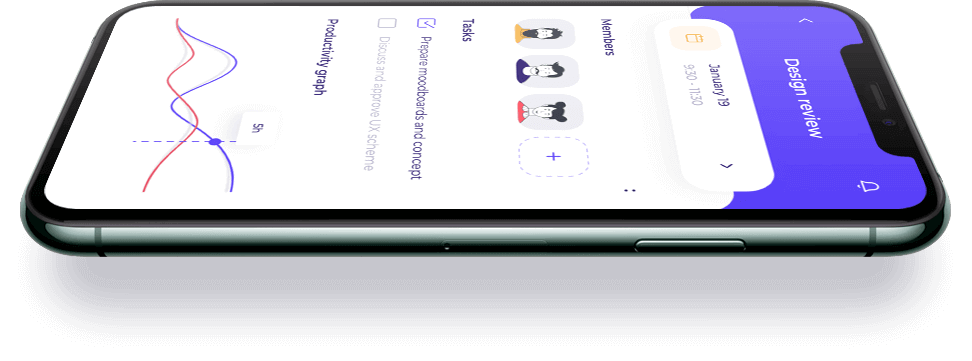 Design review
January 19
9:30 - 11:30
Members
+
Tasks
Prepare moodboards and concept
Discuss and approve UX scheme
Productivity graph
5h